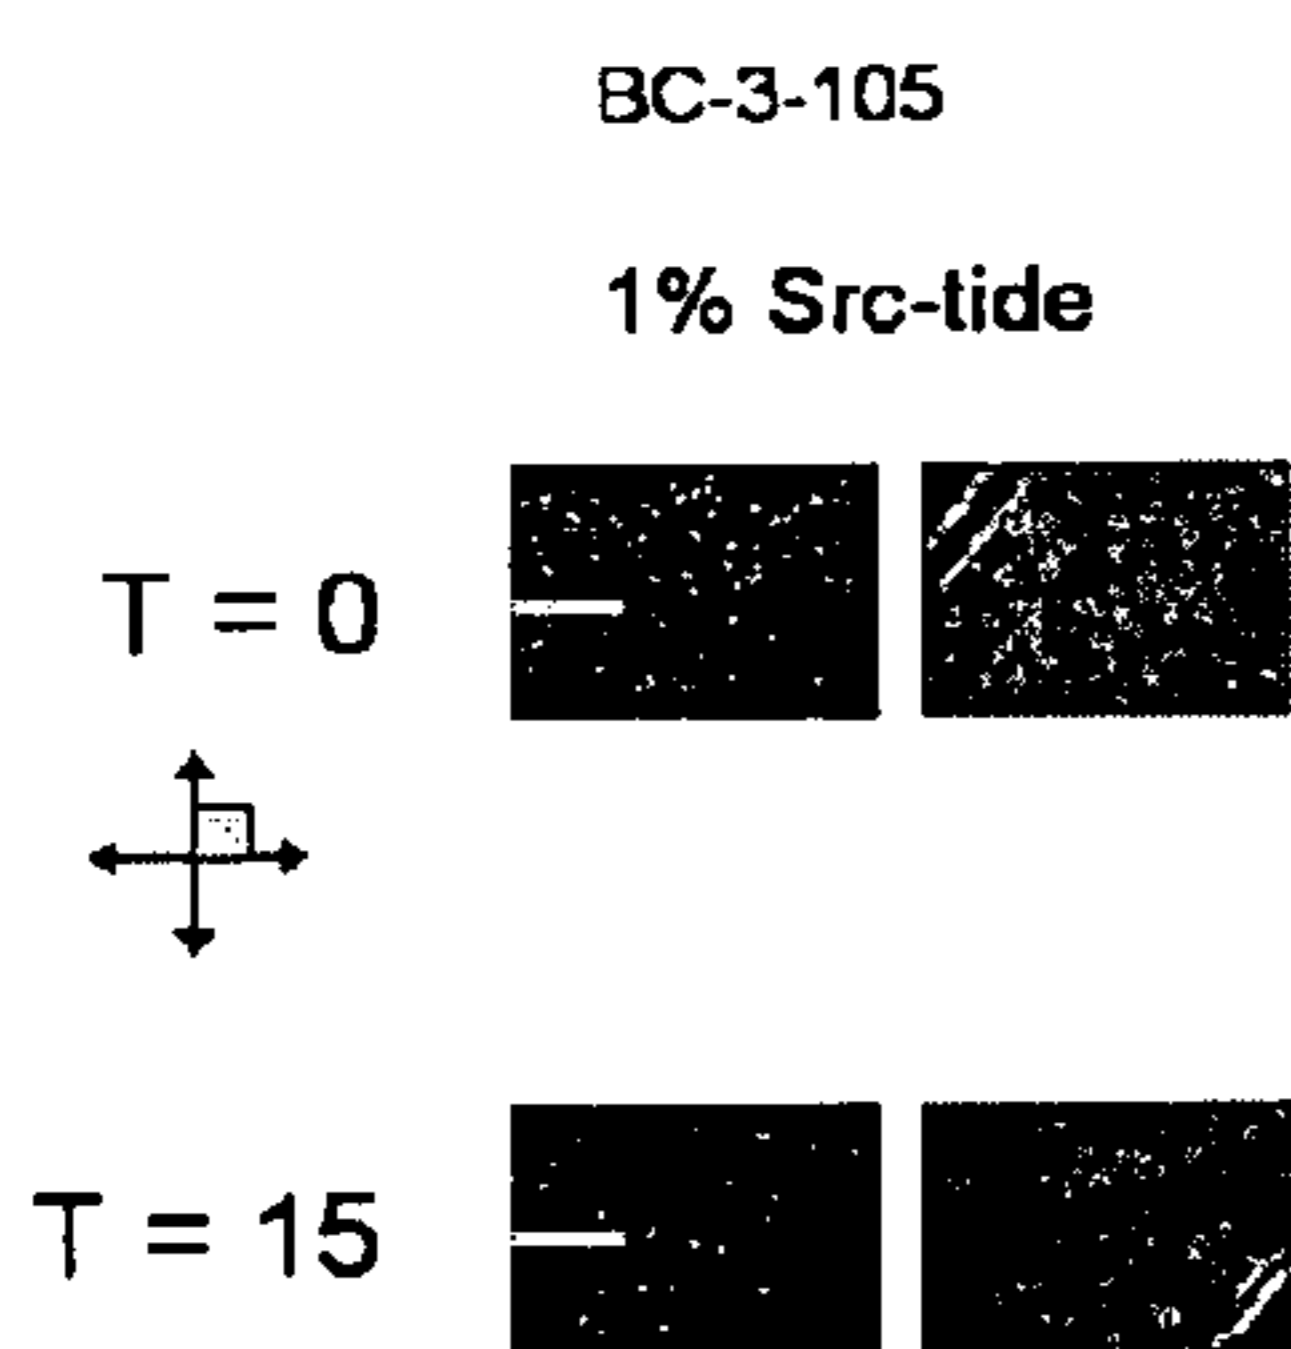 BC-3-105
1% Src-tide
T = 0
T = 15